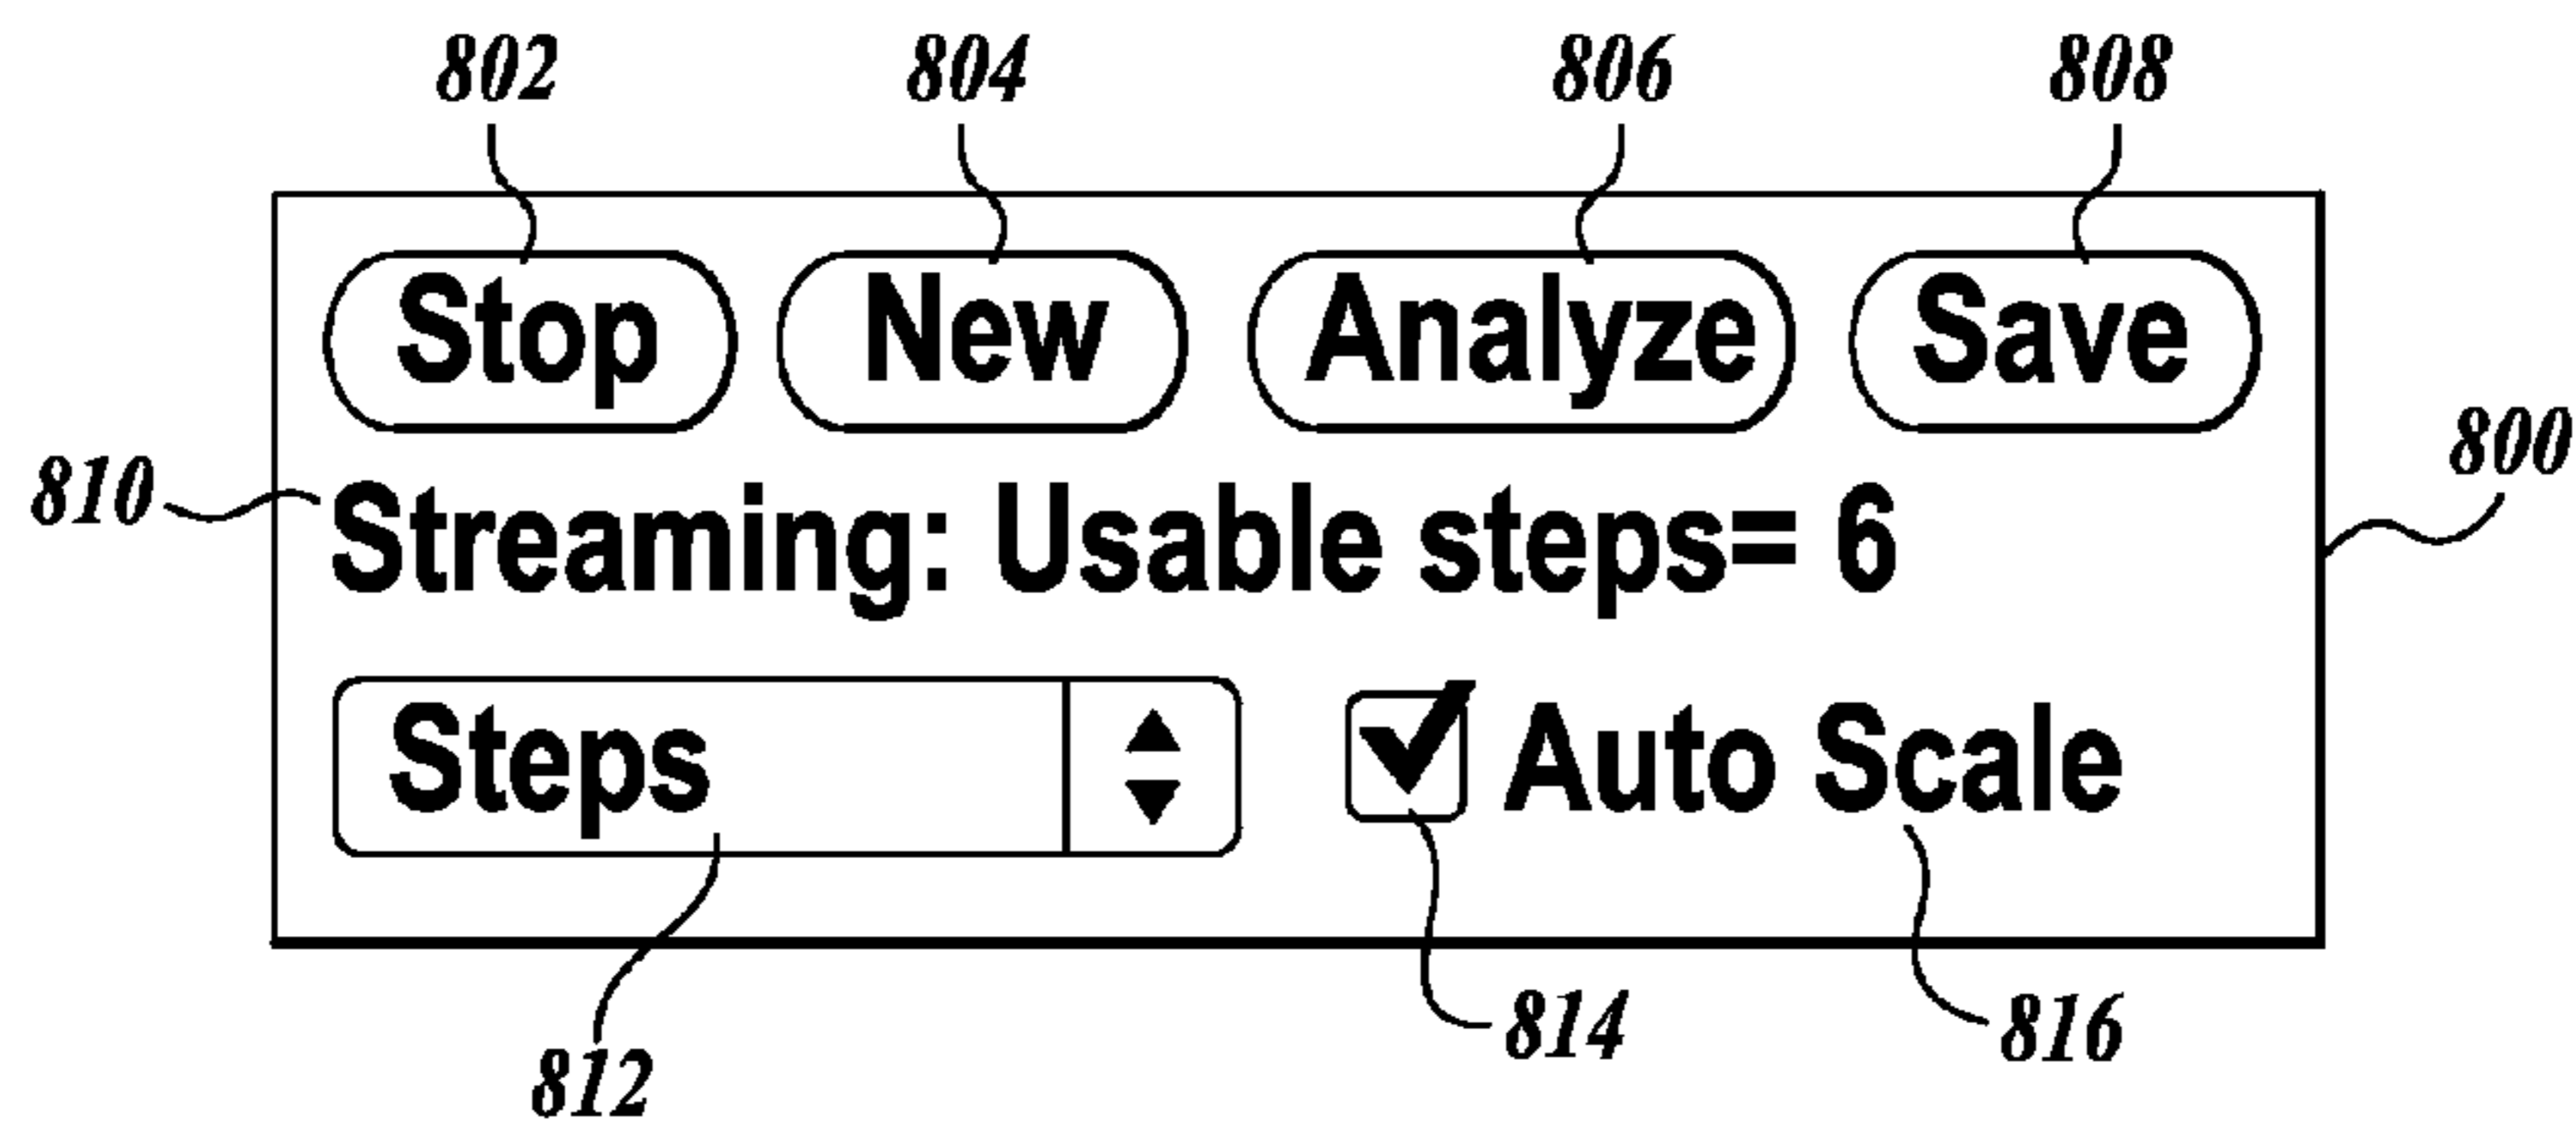 802 804 806 808
Stop New Analyze Save
800
810 Streaming: Usable steps= 6
Steps Auto Scale
812 814 816